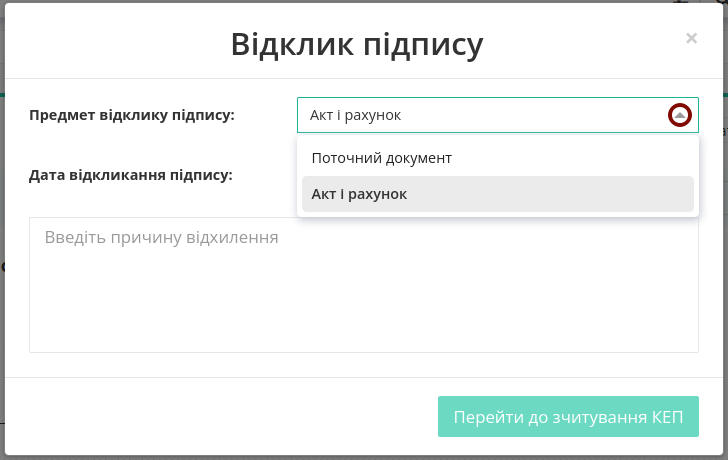 Відклик підпису
×
Предмет відклику підпису:
Акт і рахунок
Поточний документ
Дата відкликання підпису:
Акт і рахунок
Введіть причину відхилення
Перейти до зчитування КЕП